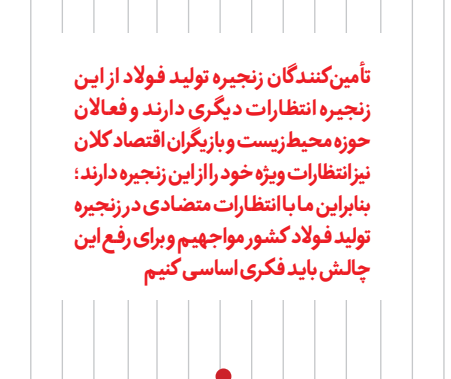 تأمین‌کنندگان زنجیره تولید فولاد از این
زنجیره انتظارات دیگری دارند و فعالان
حوزه محیط‌زیست و بازیگران اقتصاد کلان
نیز انتظارات ویژه خود را از این زنجیره دارند؛
بنابراین ما با انتظارات متضادی در زنجیره
تولید فولاد کشور مواجهیم و برای رفع این
چالش باید فکری اساسی کنیم